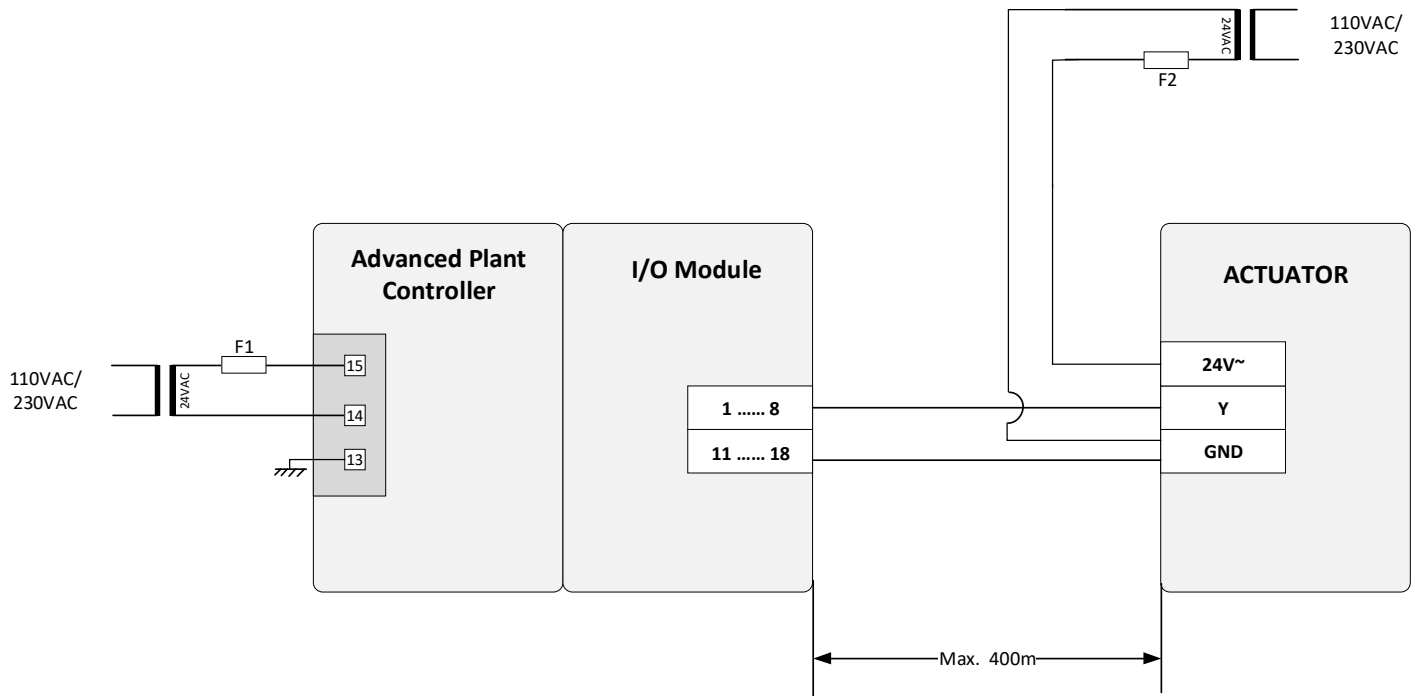 110VAC/
230VAC
24VAC
F2
Advanced Plant
Controller
I/O Module
ACTUATOR
F1
110VAC/
230VAC
24VAC
15
14
13
1 ...... 8
11 ...... 18
24V~
Y
GND
Max. 400m